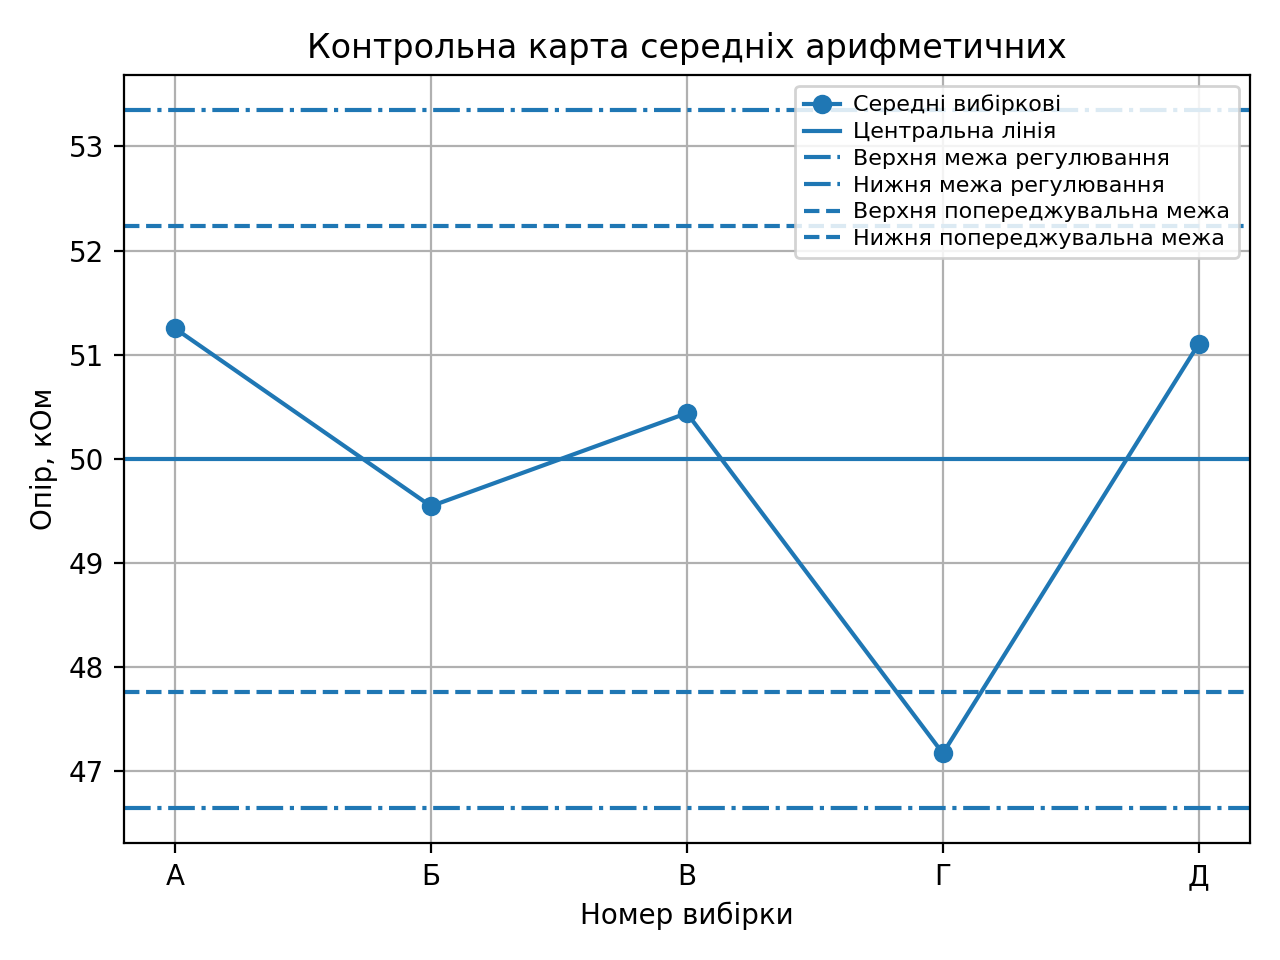 Контрольна карта середніх арифметичних
Середні вибіркові
Центральна лінія
Верхня межа регулювання
Нижня межа регулювання
Верхня попереджувальна межа
Нижня попереджувальна межа
Опір, кОм
53
52
51
50
49
48
47
А Б В Г Д
Номер вибірки